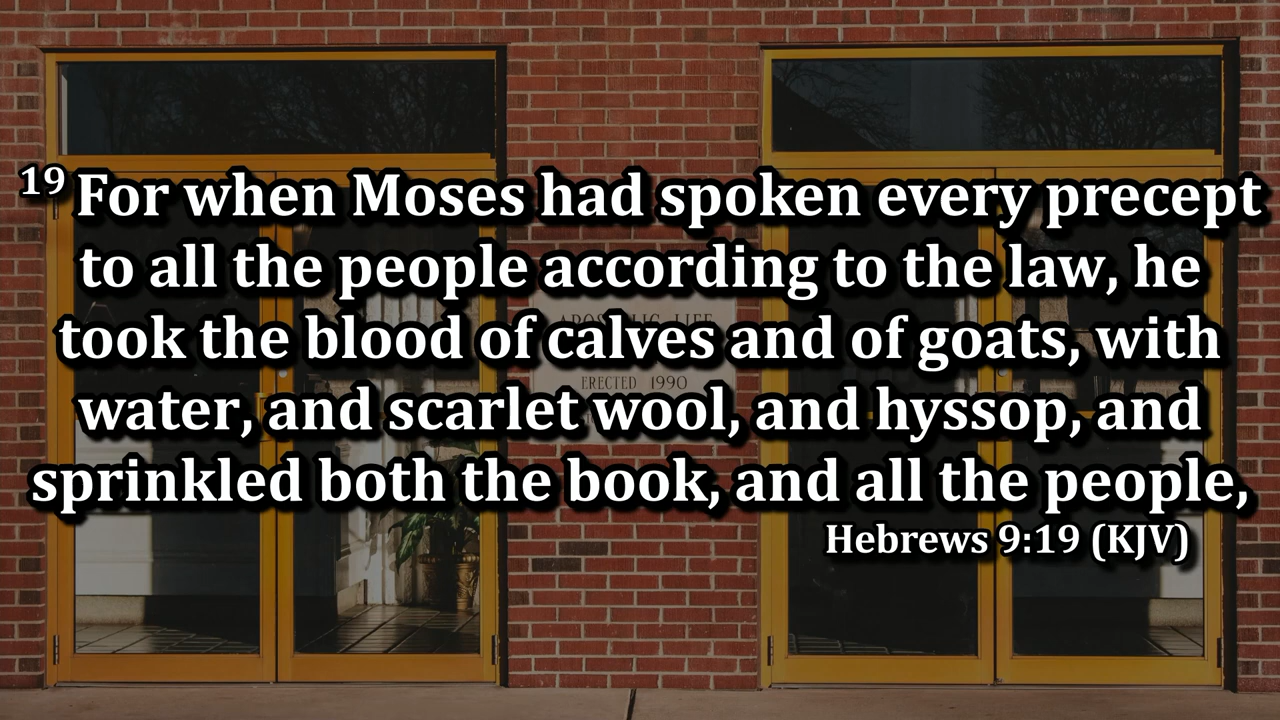 19 For when Moses had spoken every precept
to all the people according to the law, he
took the blood of calves and of goats, with
water, and scarlet wool, and hyssop, and
sprinkled both the book, and all the people,
Hebrews 9:19 (KJV)
LIFE
ERECTED 1990